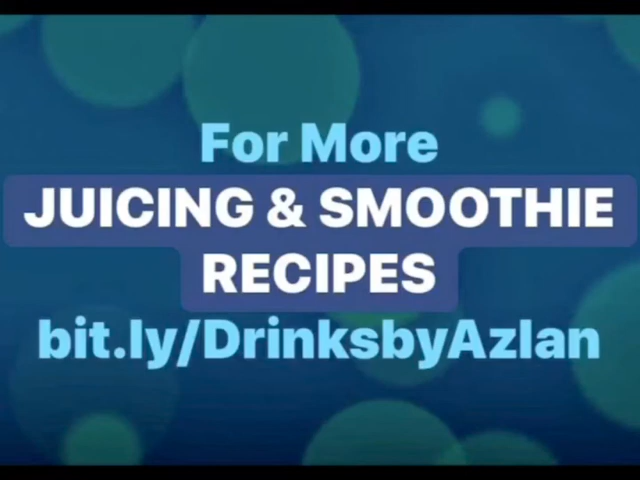 For More
JUICING & SMOOTHIE
RECIPES
bit.ly/DrinksbyAzlan